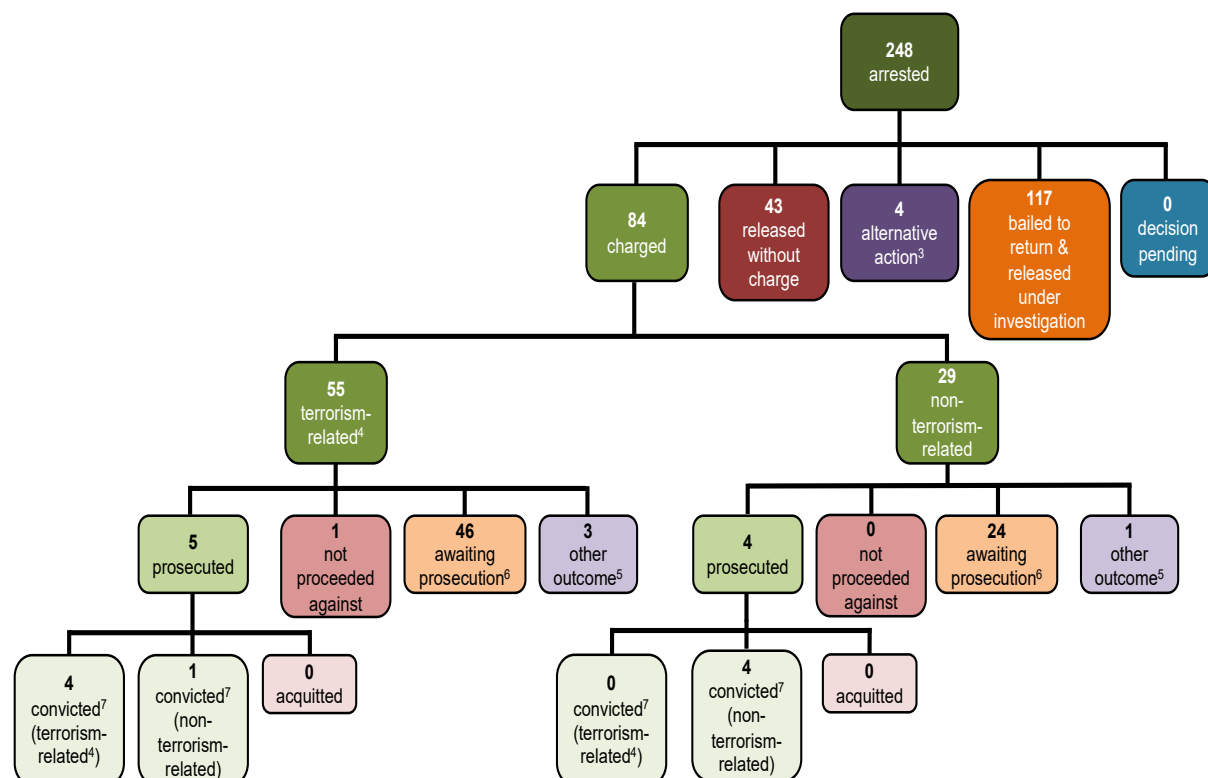 248
arrested
84
charged
43
released
without
charge
4
alternative
action³
117
bailed to
return &
released
under
investigation
0
decision
pending
55
terrorism-
related⁴
29
non-
terrorism-
related
5
prosecuted
1
not
proceeded
against
46
awaiting
prosecution⁶
3
other
outcome⁵
4
prosecuted
0
not
proceeded
against
24
awaiting
prosecution⁶
1
other
outcome⁵
4
convicted⁷
(terrorism-
related⁴)
1
convicted⁷
(non-
terrorism-
related)
0
acquitted
0
convicted⁷
(terrorism-
related⁴)
4
convicted⁷
(non-
terrorism-
related)
0
acquitted